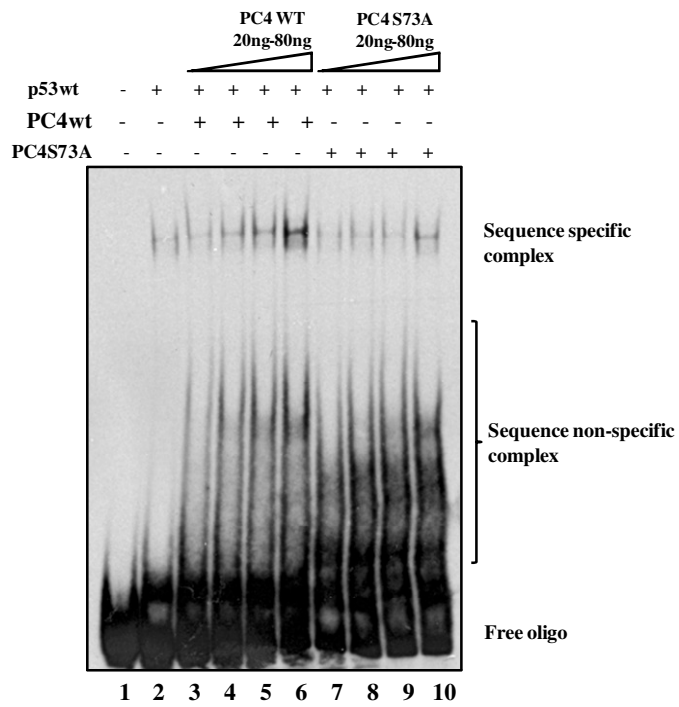 PC4 WT PC4 S73A
20ng-80ng 20ng-80ng
p53wt - + + + + + + + + +
PC4wt - - + + + + - - - -
PC4S73A - - - - - - + + + +
Sequence specific
complex
Sequence non-specific
complex
Free oligo
1 2 3 4 5 6 7 8 9 10